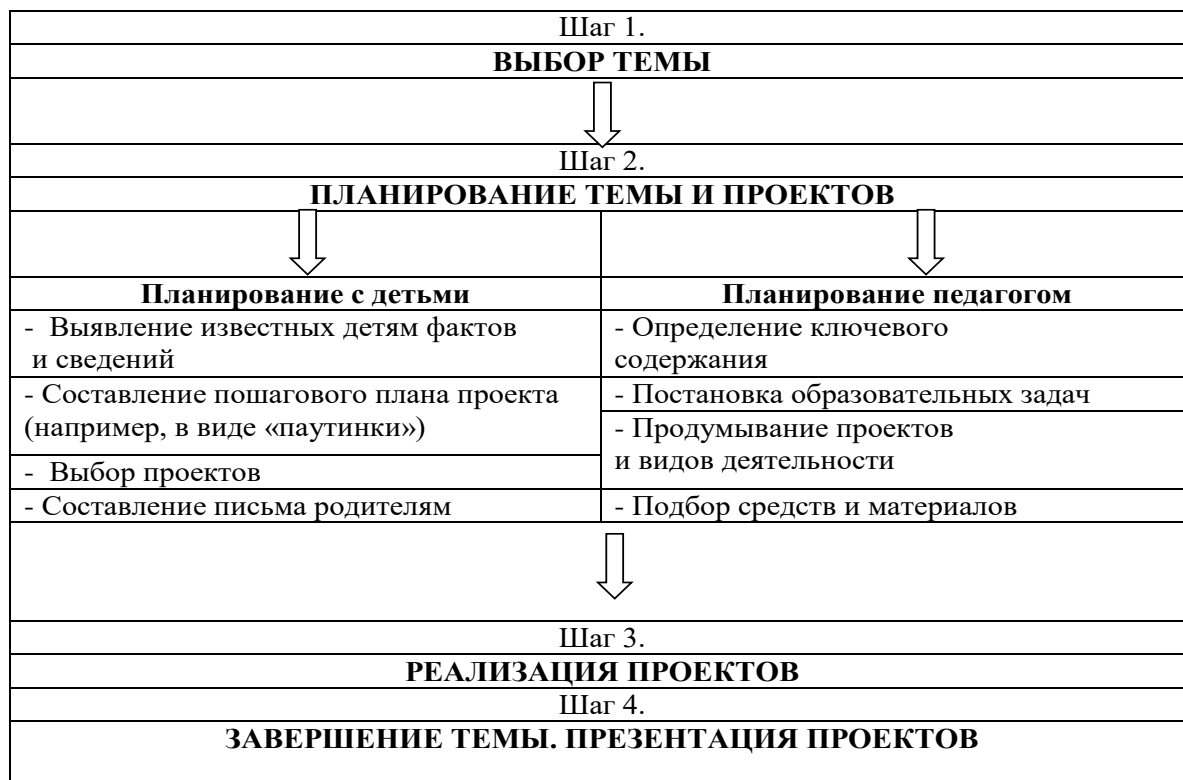 Шаг 1.
ВЫБОР ТЕМЫ
Шаг 2.
ПЛАНИРОВАНИЕ ТЕМЫ И ПРОЕКТОВ
Планирование с детьми
- Выявление известных детям фактов
и сведений
- Составление пошагового плана проекта
(например, в виде «паутинки»)
- Выбор проектов
- Составление письма родителям
Планирование педагогом
- Определение ключевого
содержания
- Постановка образовательных задач
- Продумывание проектов
и видов деятельности
- Подбор средств и материалов
Шаг 3.
РЕАЛИЗАЦИЯ ПРОЕКТОВ
Шаг 4.
ЗАВЕРШЕНИЕ ТЕМЫ. ПРЕЗЕНТАЦИЯ ПРОЕКТОВ